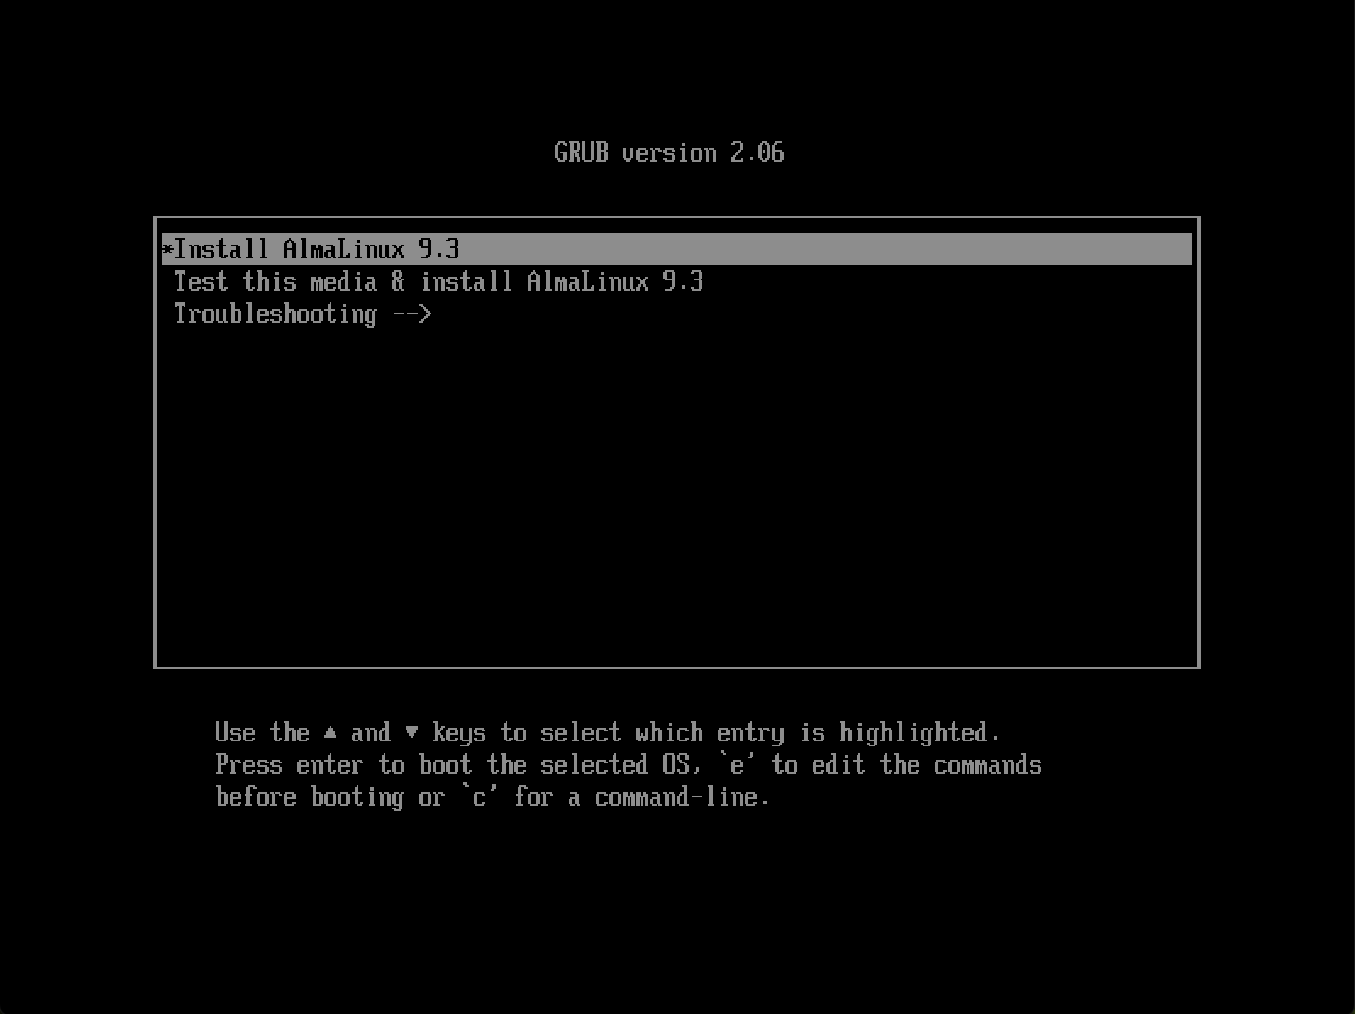 GRUB version 2.06
*Install AlmaLinux 9.3
Test this media & install AlmaLinux 9.3
Troubleshooting -->
Use the ▲ and ▼ keys to select which entry is highlighted.
Press enter to boot the selected OS, `e' to edit the commands
before booting or `c' for a command-line.